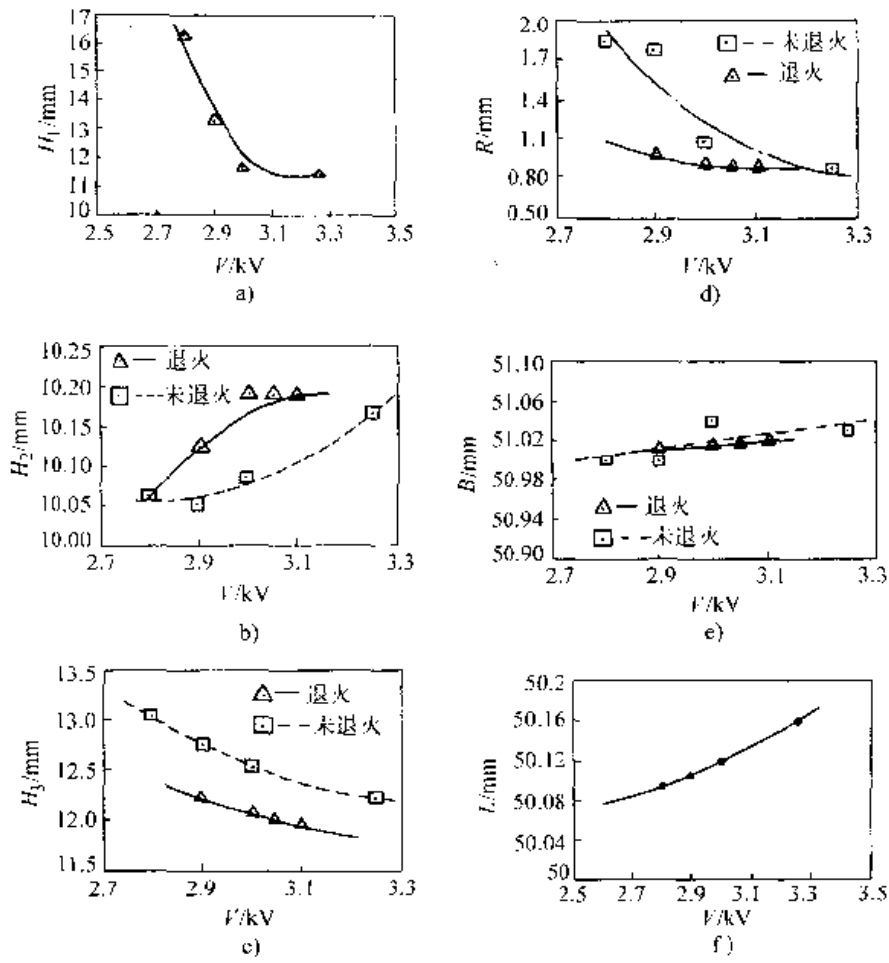 17
16
15
14
13
12
11
10
H₁/mm
2.5 2.7 2.9 3.1 3.3 3.5
V/kV
a)
2.0
1.7
1.4
1.1
0.80
0.50
R/mm
未退火
退火
2.7 2.9 3.1 3.3
V/kV
d)
10.25
10.20
10.15
10.10
10.05
10.00
H₂/mm
退火
未退火
2.7 2.9 3.1 3.3
V/kV
b)
51.10
51.06
51.02
50.98
50.94
50.90
B/mm
退火
未退火
2.7 2.9 3.1 3.3
V/kV
e)
13.5
13.0
12.5
12.0
11.5
H₃/mm
退火
未退火
2.7 2.9 3.1 3.3
V/kV
c)
50.2
50.16
50.12
50.08
50.04
50
L/mm
2.5 2.7 2.9 3.1 3.3 3.5
V/kV
f)